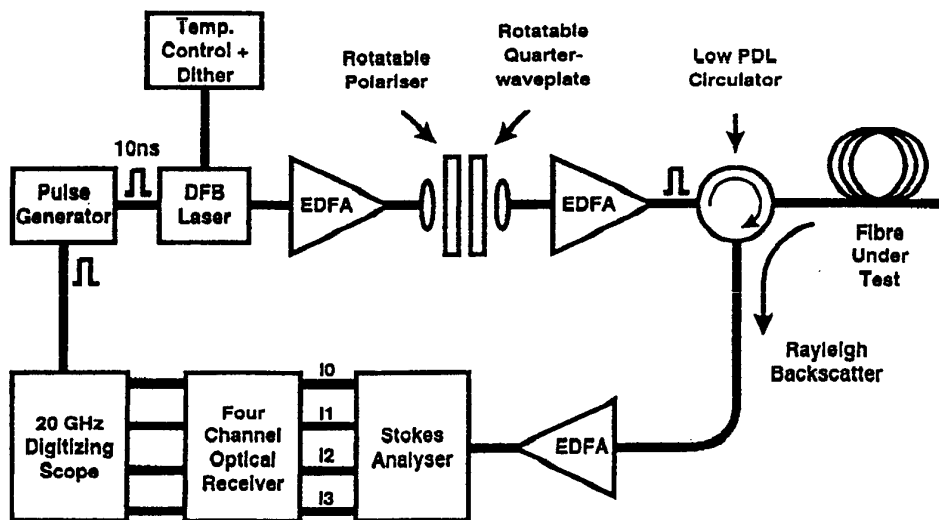 Temp.
Control +
Dither
Rotatable
Polariser
Rotatable
Quarter-
waveplate
Low PDL
Circulator
10ns
Pulse
Generator
DFB
Laser
EDFA
EDFA
Fibre
Under
Test
Rayleigh
Backscatter
20 GHz
Digitizing
Scope
Four
Channel
Optical
Receiver
I0
I1
I2
I3
Stokes
Analyser
EDFA